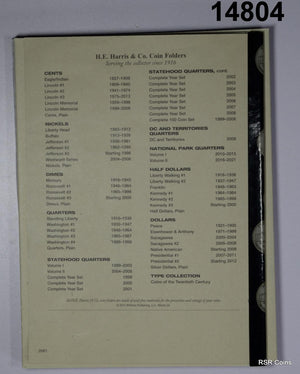 14804
H.E. Harris & Co. Coin Folders
Serving the collector since 1916
CENTS
Eagle/Indian 1857-1909
Lincoln #1 1909-1940
Lincoln #2 1941-1974
Lincoln #3 1975-2013
Lincoln Memorial 1959-1998
Lincoln Memorial 1999-2009
Cents, Plain
NICKELS
Liberty Head 1883-1912
Buffalo 1913-1938
Jefferson #1 1938-1961
Jefferson #2 1962-1995
Jefferson #3 Starting 1996
Westward Series 2004-2006
Nickels, Plain
DIMES
Mercury 1916-1945
Roosevelt #1 1946-1964
Roosevelt #2 1965-2004
Roosevelt #3 Starting 2005
Dimes, Plain
QUARTERS
Standing Liberty 1916-1930
Washington #1 1932-1945
Washington #2 1946-1964
Washington #3 1965-1987
Washington #4 1988-1998
Quarters, Plain
STATEHOOD QUARTERS
Volume I 1999-2003
Volume II 2004-2008
Complete Year Set 1999
Complete Year Set 2000
Complete Year Set 2001
STATEHOOD QUARTERS, cont.
Complete Year Set 2002
Complete Year Set 2003
Complete Year Set 2004
Complete Year Set 2005
Complete Year Set 2006
Complete Year Set 2007
Complete Year Set 2008
Complete 100 Coin Set 1999-2008
DC AND TERRITORIES
QUARTERS
DC and Territories 2009
NATIONAL PARK QUARTERS
Volume I 2010-2015
Volume II 2016-2021
HALF DOLLARS
Liberty Walking #1 1916-1936
Liberty Walking #2 1937-1947
Franklin 1948-1963
Kennedy #1 1964-1985
Kennedy #2
Kennedy #3 Starting
Half Dollars, Plain
DOLLARS
Peace 1921-1935
Eisenhower & Anthony 1971-1999
Sacagawea 2000-2004
Sacagawea #2 2005-2008
Native American Starting 2009
Presidential #1 2007-2011
Presidential #2 Starting 2012
Silver Dollars, Plain
TYPE COLLECTION
Coins of the Twentieth Century
RSR Coins